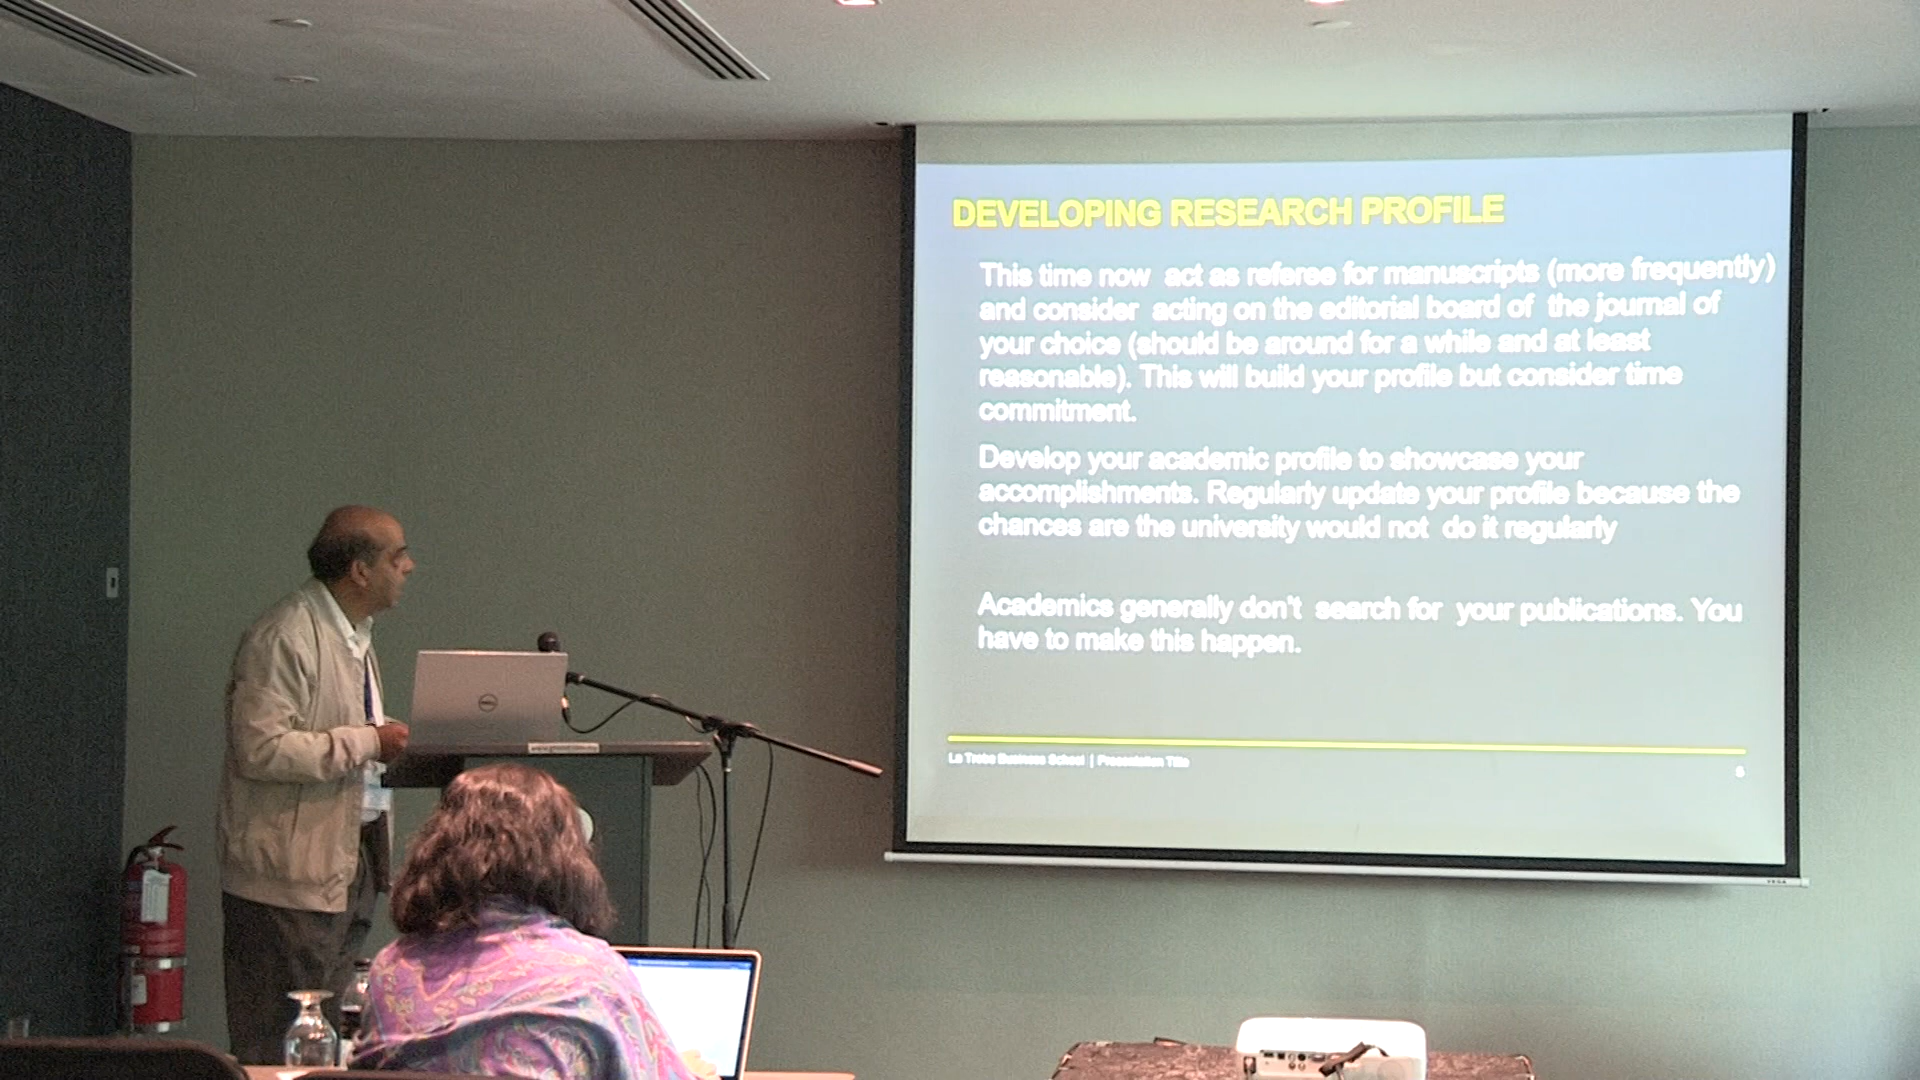 DEVELOPING RESEARCH PROFILE
This time now act as referee for manuscripts (more frequently)
and consider acting on the editorial board of the journal of
your choice (should be around for a while and at least
reasonable). This will build your profile but consider time
commitment.
Develop your academic profile to showcase your
accomplishments. Regularly update your profile because the
chances are the university would not do it regularly
Academics generally don't search for your publications. You
have to make this happen.
La Trobe Business School | Presentation Title
DELL
VEGA